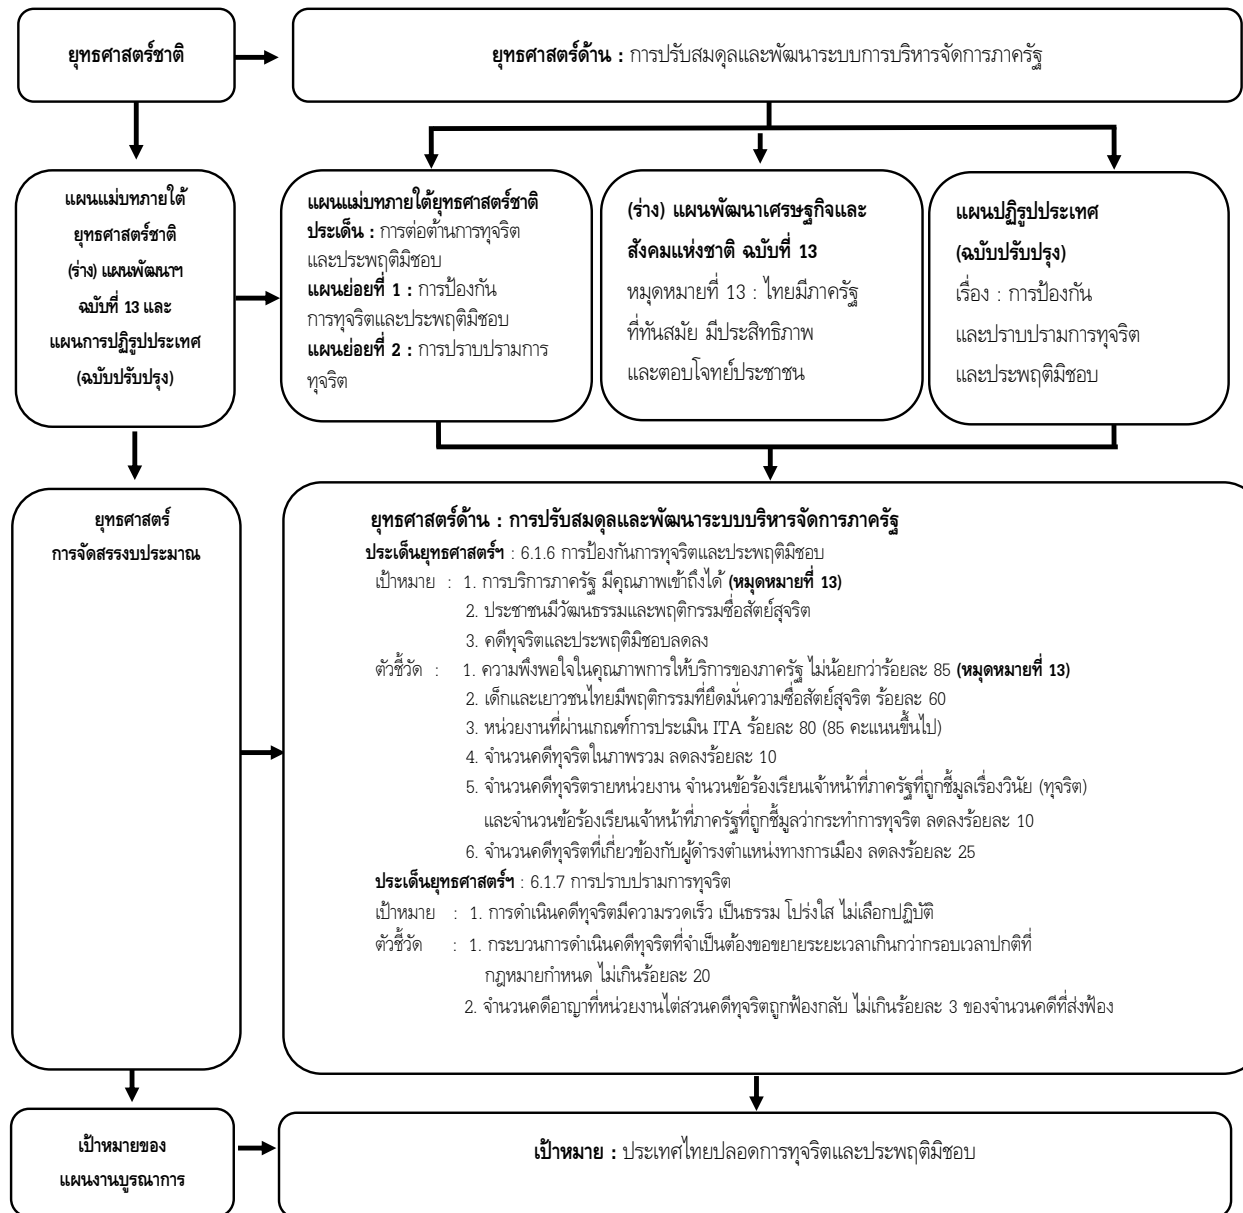 ยุทธศาสตร์ชาติ
ยุทธศาสตร์ด้าน : การปรับสมดุลและพัฒนาระบบการบริหารจัดการภาครัฐ
แผนแม่บทภายใต้
ยุทธศาสตร์ชาติ
(ร่าง) แผนพัฒนาฯ
ฉบับที่ 13 และ
แผนการปฏิรูปประเทศ
(ฉบับปรับปรุง)
แผนแม่บทภายใต้ยุทธศาสตร์ชาติ
ประเด็น : การต่อต้านการทุจริต
และประพฤติมิชอบ
แผนย่อยที่ 1 : การป้องกัน
การทุจริตและประพฤติมิชอบ
แผนย่อยที่ 2 : การปราบปรามการ
ทุจริต
(ร่าง) แผนพัฒนาเศรษฐกิจและ
สังคมแห่งชาติ ฉบับที่ 13
หมุดหมายที่ 13 : ไทยมีภาครัฐ
ที่ทันสมัย มีประสิทธิภาพ
และตอบโจทย์ประชาชน
แผนปฏิรูปประเทศ
(ฉบับปรับปรุง)
เรื่อง : การป้องกัน
และปราบปรามการทุจริต
และประพฤติมิชอบ
ยุทธศาสตร์
การจัดสรรงบประมาณ
ยุทธศาสตร์ด้าน : การปรับสมดุลและพัฒนาระบบบริหารจัดการภาครัฐ
ประเด็นยุทธศาสตร์ฯ : 6.1.6 การป้องกันการทุจริตและประพฤติมิชอบ
เป้าหมาย : 1. การบริการภาครัฐ มีคุณภาพเข้าถึงได้ (หมุดหมายที่ 13)
2. ประชาชนมีวัฒนธรรมและพฤติกรรมซื่อสัตย์สุจริต
3. คดีทุจริตและประพฤติมิชอบลดลง
ตัวชี้วัด : 1. ความพึงพอใจในคุณภาพการให้บริการของภาครัฐ ไม่น้อยกว่าร้อยละ 85 (หมุดหมายที่ 13)
2. เด็กและเยาวชนไทยมีพฤติกรรมที่ยึดมั่นความซื่อสัตย์สุจริต ร้อยละ 60
3. หน่วยงานที่ผ่านเกณฑ์การประเมิน ITA ร้อยละ 80 (85 คะแนนขึ้นไป)
4. จำนวนคดีทุจริตในภาพรวม ลดลงร้อยละ 10
5. จำนวนคดีทุจริตรายหน่วยงาน จำนวนข้อร้องเรียนเจ้าหน้าที่ภาครัฐที่ถูกชี้มูลเรื่องวินัย (ทุจริต)
และจำนวนข้อร้องเรียนเจ้าหน้าที่ภาครัฐที่ถูกชี้มูลว่ากระทำการทุจริต ลดลงร้อยละ 10
6. จำนวนคดีทุจริตที่เกี่ยวข้องกับผู้ดำรงตำแหน่งทางการเมือง ลดลงร้อยละ 25
ประเด็นยุทธศาสตร์ฯ : 6.1.7 การปราบปรามการทุจริต
เป้าหมาย : 1. การดำเนินคดีทุจริตมีความรวดเร็ว เป็นธรรม โปร่งใส ไม่เลือกปฏิบัติ
ตัวชี้วัด : 1. กระบวนการดำเนินคดีทุจริตที่จำเป็นต้องขอขยายระยะเวลาเกินกว่ากรอบเวลาปกติที่
กฎหมายกำหนด ไม่เกินร้อยละ 20
2. จำนวนคดีอาญาที่หน่วยงานไต่สวนคดีทุจริตถูกฟ้องกลับ ไม่เกินร้อยละ 3 ของจำนวนคดีที่ส่งฟ้อง
เป้าหมายของ
แผนงานบูรณาการ
เป้าหมาย : ประเทศไทยปลอดการทุจริตและประพฤติมิชอบ